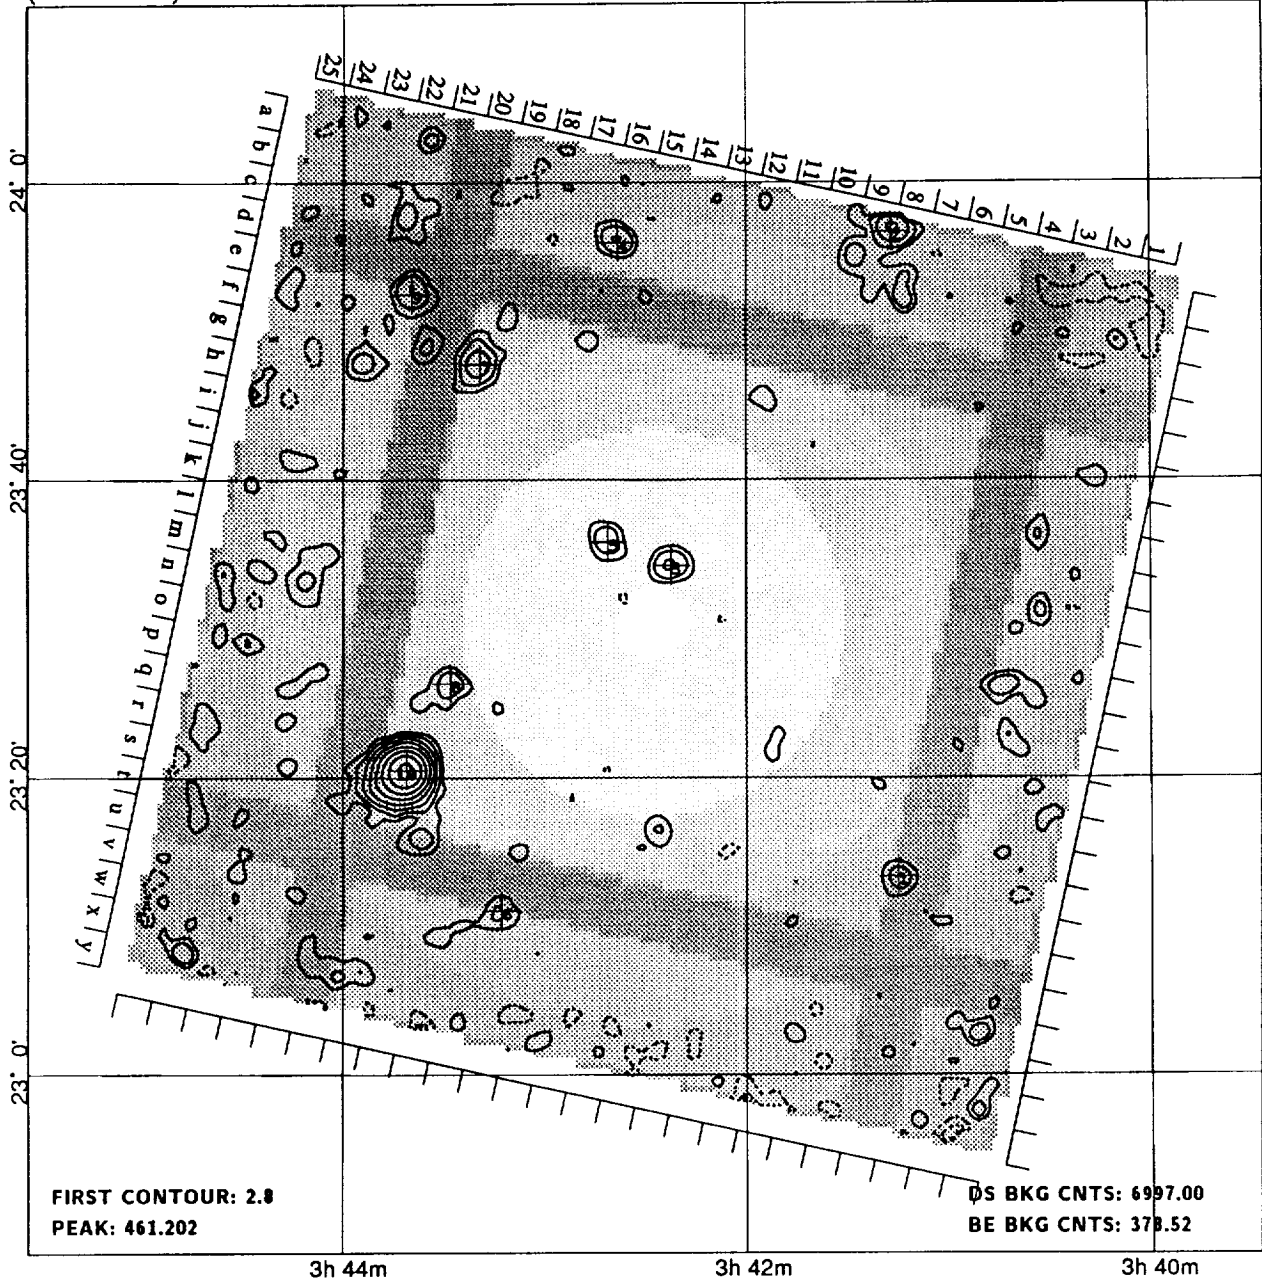 25 24 23 22 21 20 19 18 17 16 15 14 13 12 11 10 9 8 7 6 5 4 3 2 1
a b c d e f g h i j k l m n o p q r s t u v w x y
24° 0'
23° 40'
23° 20'
23° 0'
FIRST CONTOUR: 2.8
PEAK: 461.202
DS BKG CNTS: 6997.00
BE BKG CNTS: 378.52
3h 44m
3h 42m
3h 40m